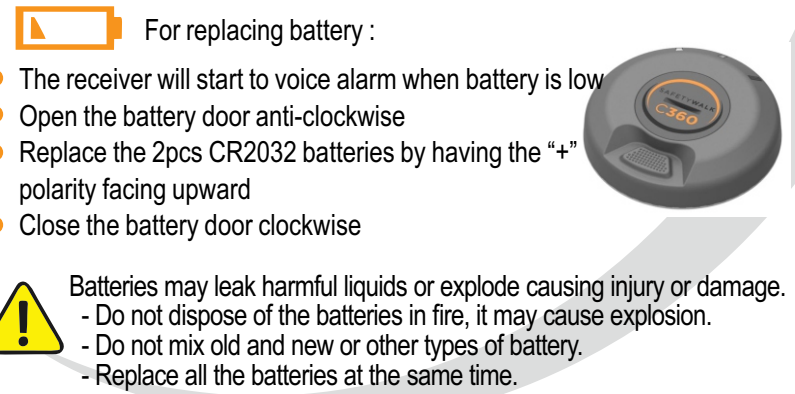 For replacing battery :
The receiver will start to voice alarm when battery is low
Open the battery door anti-clockwise
Replace the 2pcs CR2032 batteries by having the “+”
polarity facing upward
Close the battery door clockwise
SAFETYWALK
C360
Batteries may leak harmful liquids or explode causing injury or damage.
- Do not dispose of the batteries in fire, it may cause explosion.
- Do not mix old and new or other types of battery.
- Replace all the batteries at the same time.